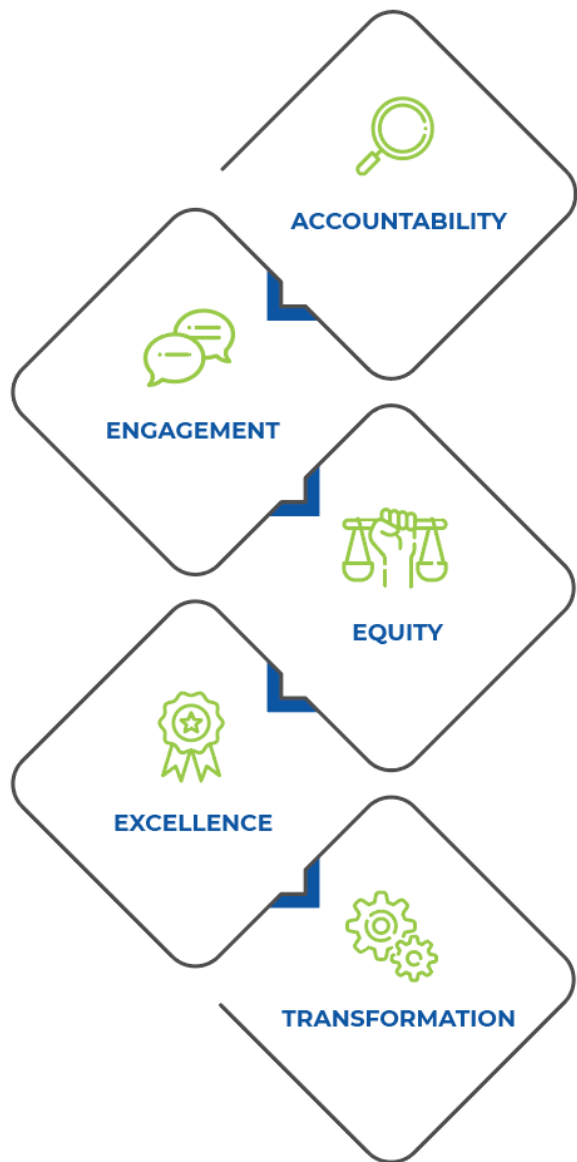 ACCOUNTABILITY
ENGAGEMENT
EQUITY
EXCELLENCE
TRANSFORMATION